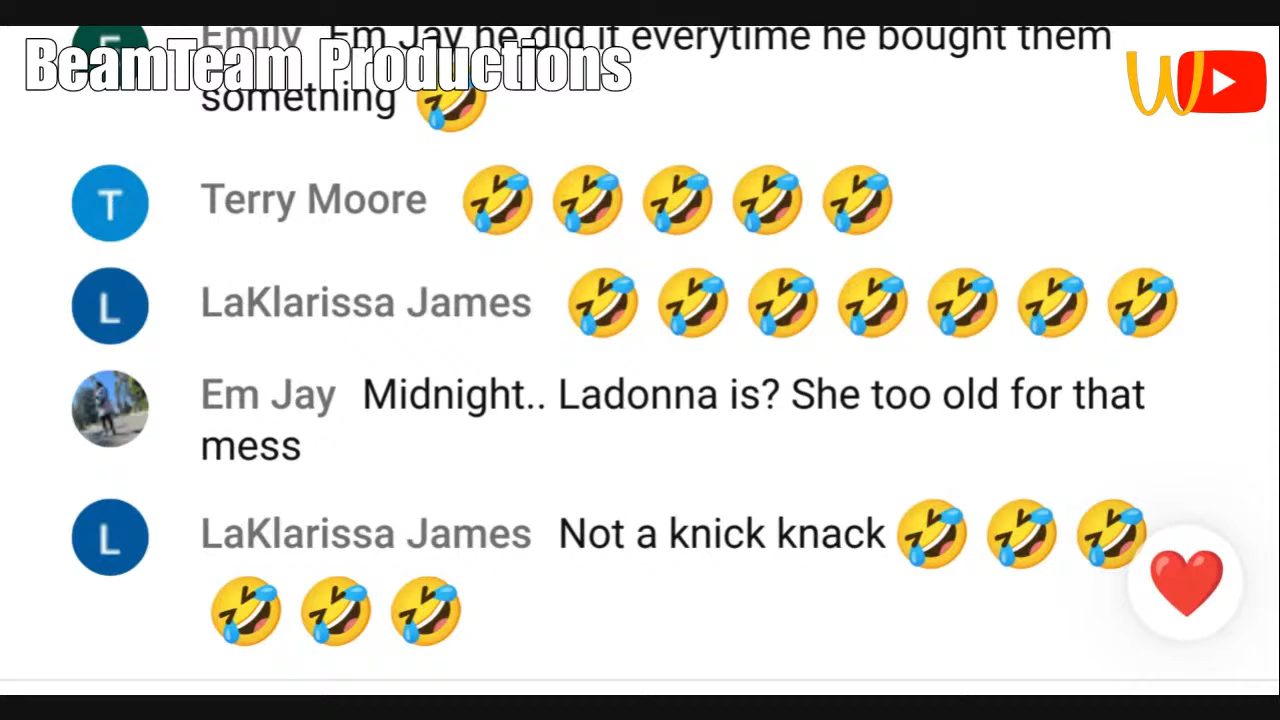 BeamTeam Productions
Emily Em Jay he did it everytime he bought them
something 🤣
Terry Moore 🤣🤣🤣🤣🤣
LaKlarissa James 🤣🤣🤣🤣🤣🤣🤣
Em Jay Midnight.. Ladonna is? She too old for that
mess
LaKlarissa James Not a knick knack 🤣🤣🤣
🤣🤣🤣